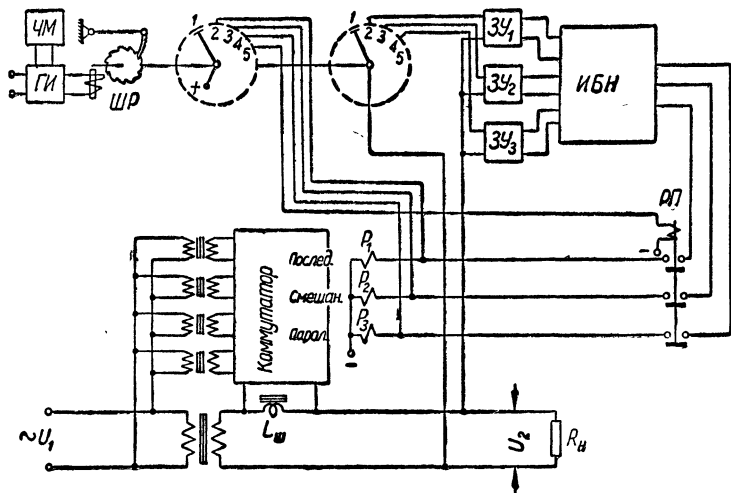 ЧМ
ГИ
ШР
+
1
2
3
4
5
1
2
3
4
5
ЗУ₁
ЗУ₂
ЗУ₃
ИБН
РП
–
Коммутатор
Послед.
Смешан.
Парал.
P₁
P₂
P₃
–
~U₁
Lш
U₂
Rн